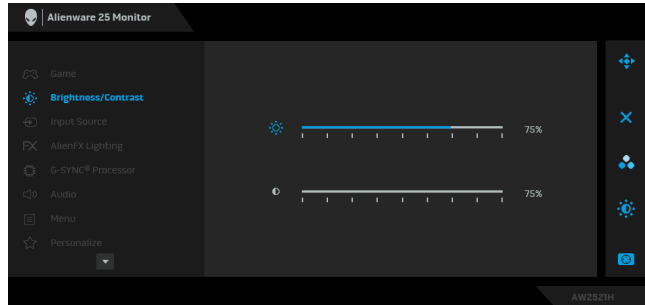 Alienware 25 Monitor
Game
Brightness/Contrast
Input Source
AlienFX Lighting
G-SYNC® Processor
Audio
Menu
Personalize
75%
75%
AW2521H